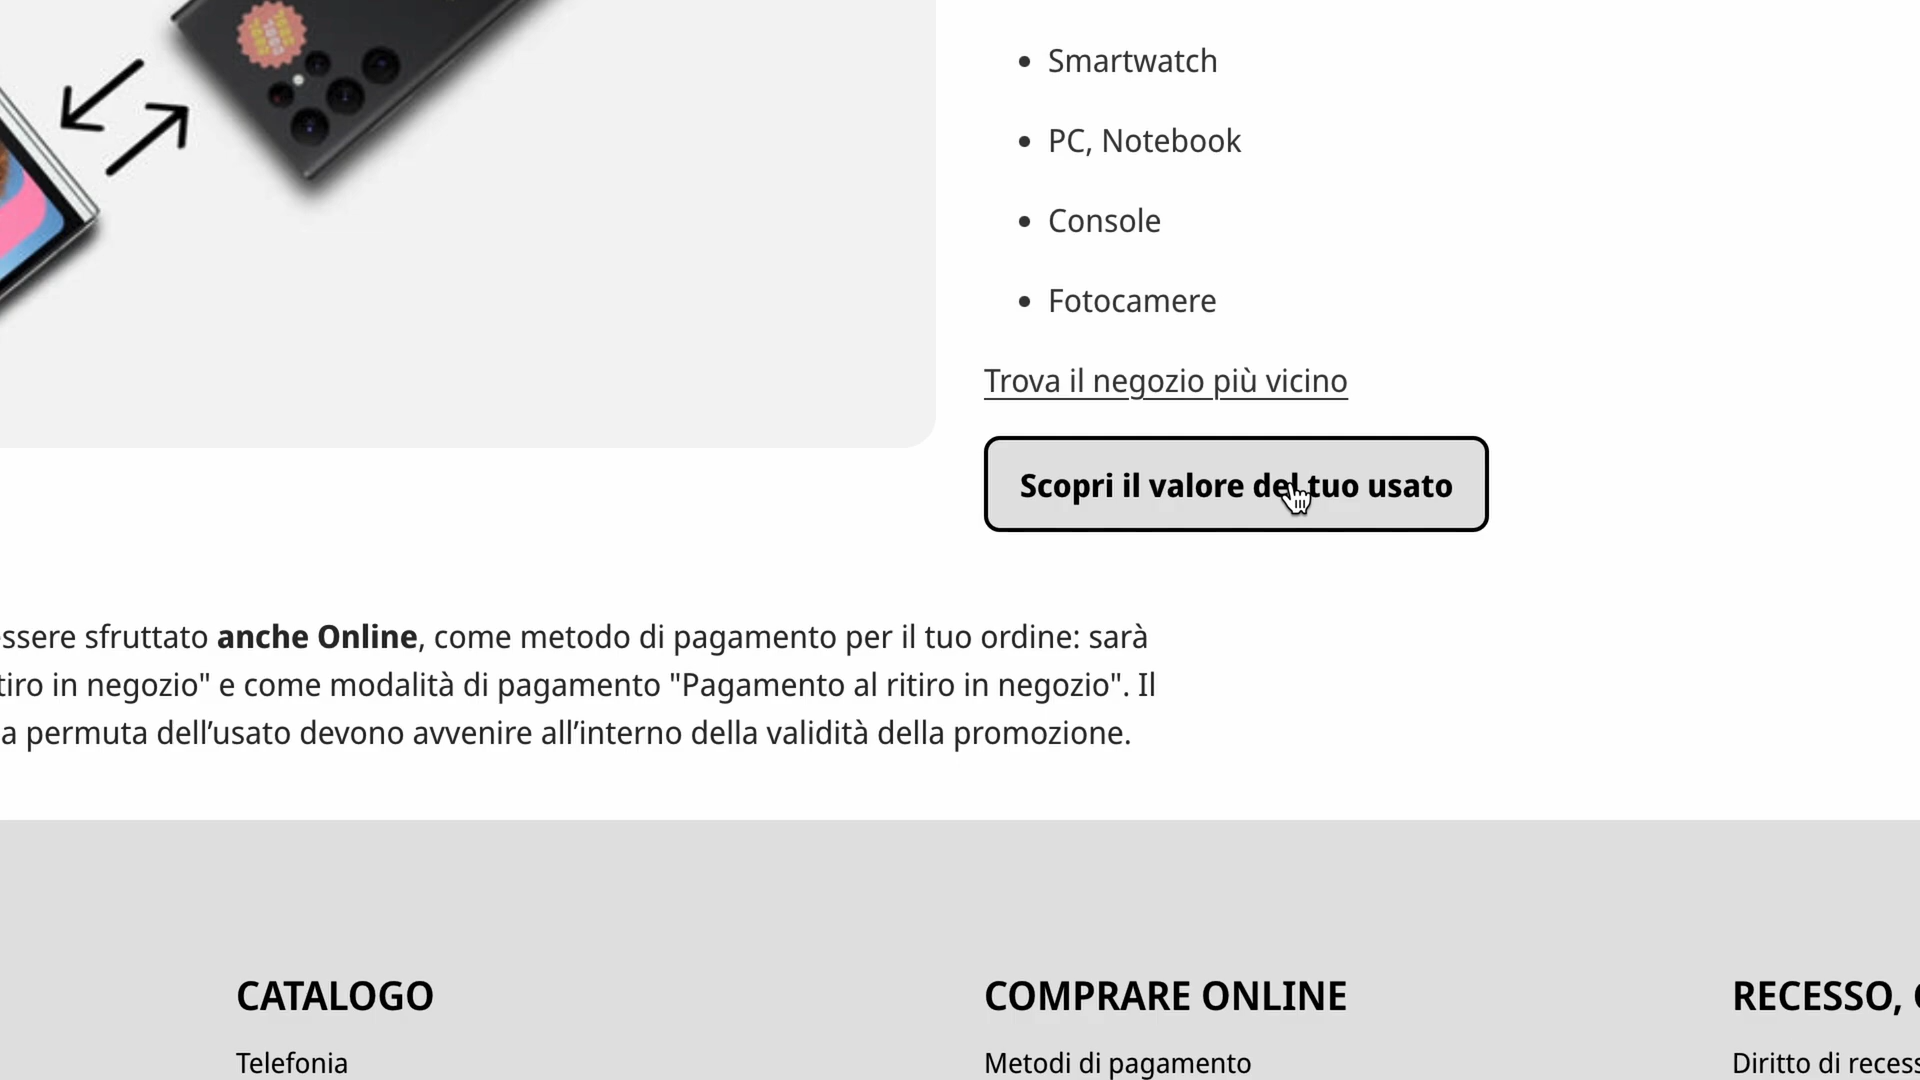 Smartwatch
PC, Notebook
Console
Fotocamere
Trova il negozio più vicino
Scopri il valore del tuo usato
sfruttato anche Online, come metodo di pagamento per il tuo ordine: sarà
in negozio" e come modalità di pagamento "Pagamento al ritiro in negozio". Il
permuta dell’usato devono avvenire all’interno della validità della promozione.
CATALOGO
COMPRARE ONLINE
RECESSO,
Telefonia
Metodi di pagamento
Diritto di